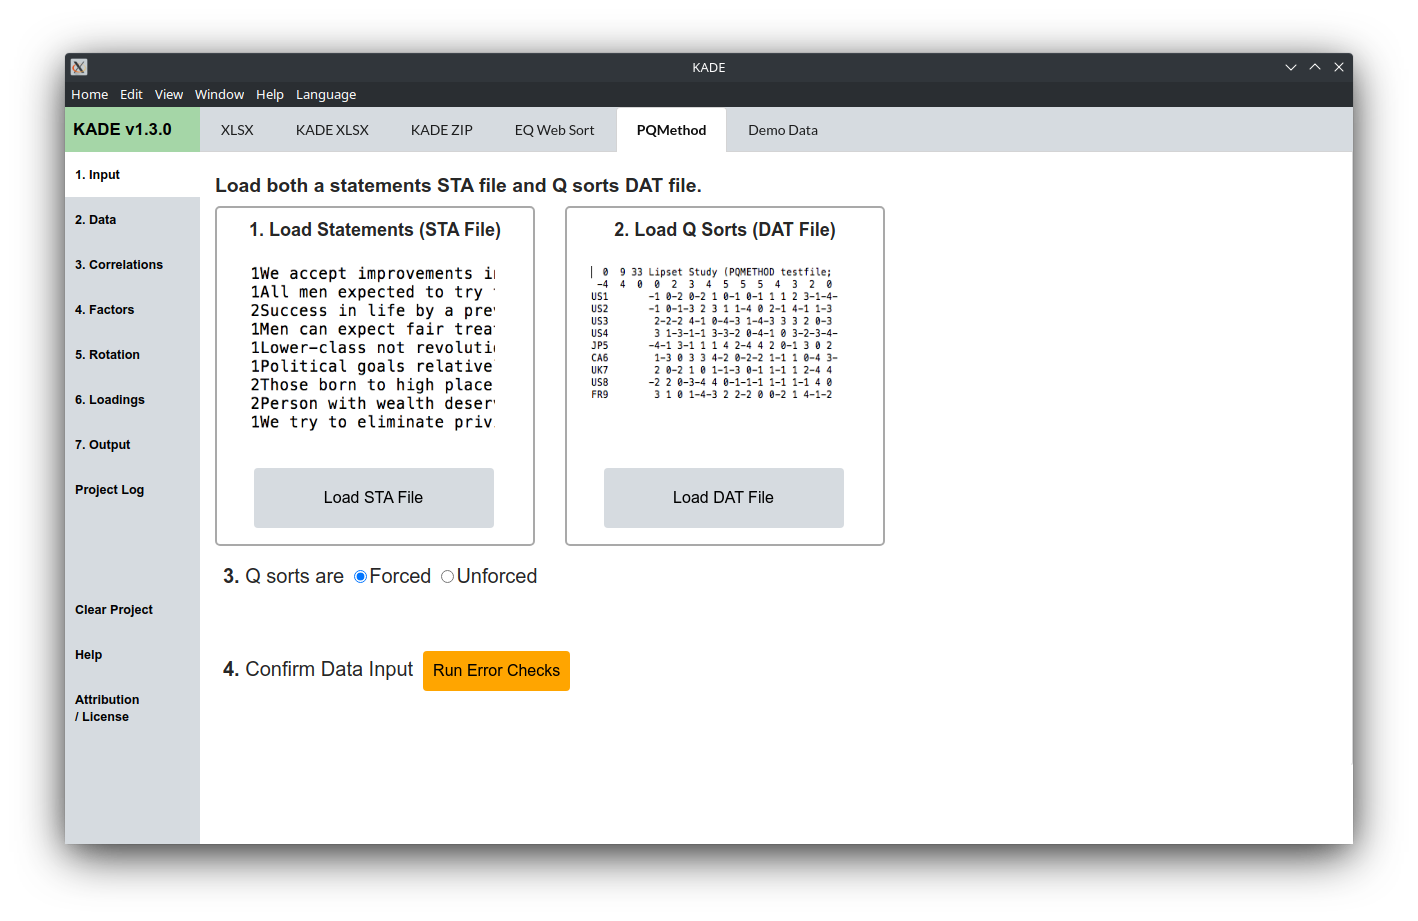 KADE
Home Edit View Window Help Language
KADE v1.3.0
XLSX KADE XLSX KADE ZIP EQ Web Sort PQMethod Demo Data
1. Input
2. Data
3. Correlations
4. Factors
5. Rotation
6. Loadings
7. Output
Project Log
Clear Project
Help
Attribution
/ License
Load both a statements STA file and Q sorts DAT file.
1. Load Statements (STA File)
1We accept improvements
1All men expected to try
2Success in life by a
1Men can expect fair
1Lower-class not
1Political goals
2Those born to high place
2Person with wealth
1We try to eliminate
Load STA File
2. Load Q Sorts (DAT File)
0 9 33 Lipset Study (PQMETHOD testfile;
-4 4 0 0 2 3 4 5 5 5 4 3 2 0
US1 -1 0-2 0-2 1 0-1 0-1 1 1 2 3-1-4-
US2 -1 0-1-3 2 3 1 1-4 0 2-1 4-1 1-3
US3 2-2-2 4-1 0-4-3 1-4-3 3 3 2 0-3
US4 3 1-3-1-1 3-3-2 0-4-1 0 3-2-3-4-
JP5 -4-1 3-1 1 1 4 2-4 4 2 0-1 3 0 2
CA6 1-3 0 3 3 4-2 0-2-2 1-1 1 0-4 3-
UK7 2 0-2 1 0 1-1-3 0-1 1-1 1 2-4 4
US8 -2 2 0-3-4 4 0-1-1-1 1-1 1-1 4 0
FR9 3 1 0 1-4-3 2 2-2 0 0-2 1 4-1-2
Load DAT File
3. Q sorts are Forced Unforced
4. Confirm Data Input Run Error Checks